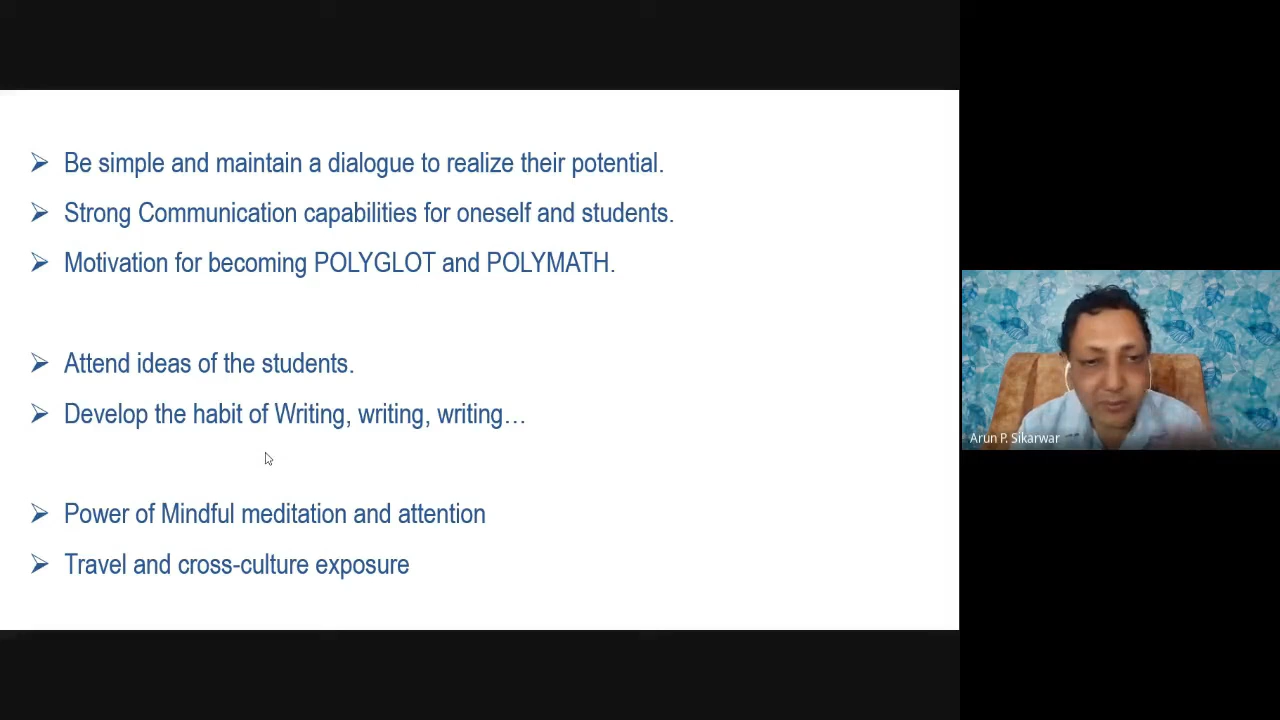 Be simple and maintain a dialogue to realize their potential.
Strong Communication capabilities for oneself and students.
Motivation for becoming POLYGLOT and POLYMATH.
Attend ideas of the students.
Develop the habit of Writing, writing, writing…
Power of Mindful meditation and attention
Travel and cross-culture exposure
Arun P. Sikarwar